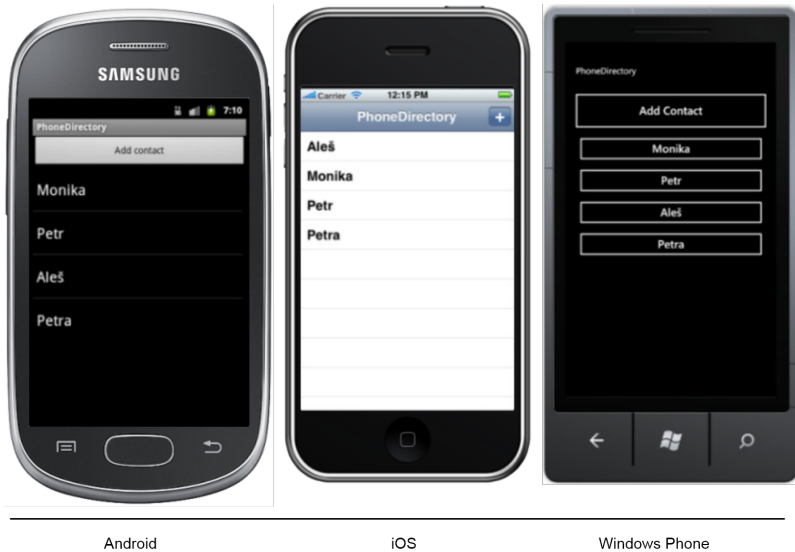 SAMSUNG
7:10
PhoneDirectory
Add contact
Monika
Petr
Aleš
Petra
Carrier
12:15 PM
PhoneDirectory
+
Aleš
Monika
Petr
Petra
PhoneDirectory
Add Contact
Monika
Petr
Aleš
Petra
Android
iOS
Windows Phone